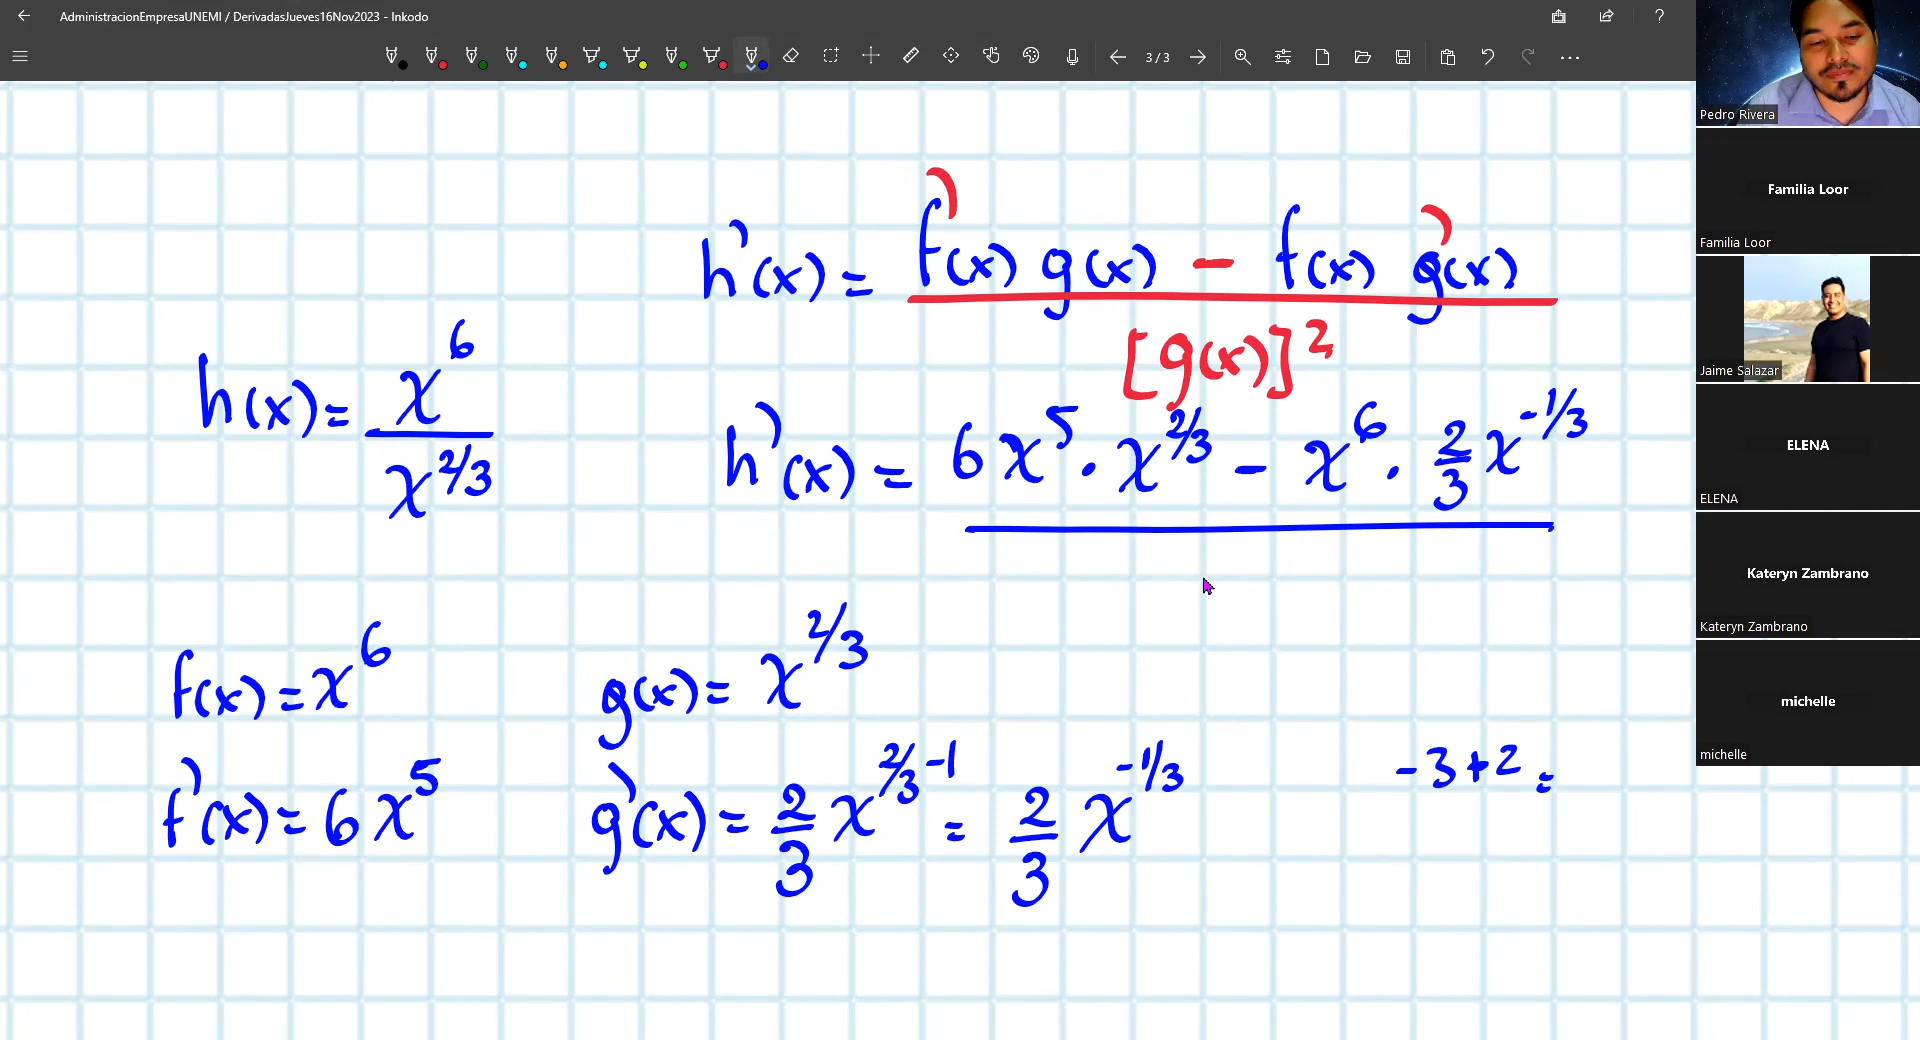 AdministracionEmpresaUNEMI / DerivadasJueves16Nov2023 - Inkodo
3 / 3
h'(x) = f'(x) g(x) - f(x) g'(x)
[g(x)]²
h(x) = x⁶
x^2/3
h'(x) = 6x⁵ · x^2/3 - x⁶ · 2/3 x^-1/3
f(x) = x⁶
g(x) = x^2/3
f'(x) = 6x⁵
g'(x) = 2/3 x^2/3-1 = 2/3 x^-1/3
-3+2 =
Pedro Rivera
Familia Loor
Familia Loor
Jaime Salazar
ELENA
ELENA
Kateryn Zambrano
Kateryn Zambrano
michelle
michelle